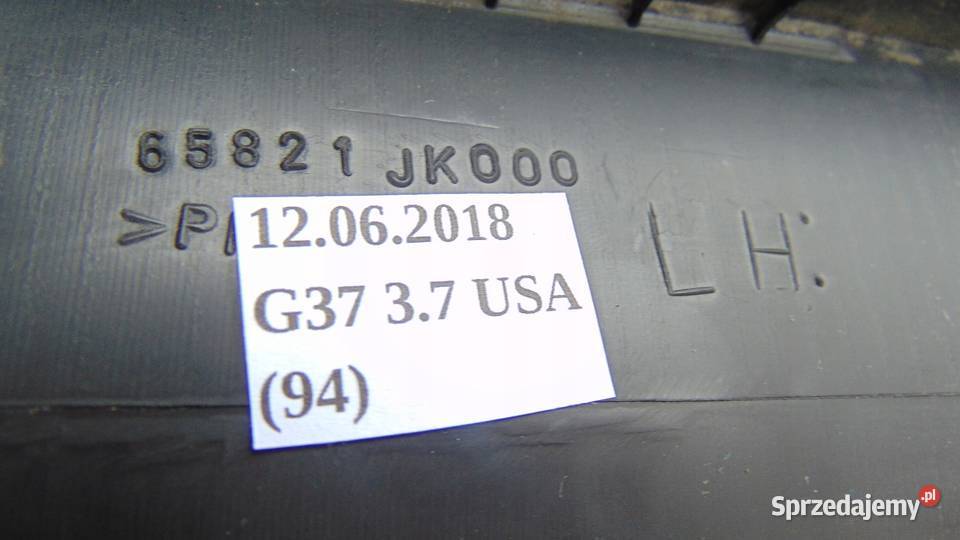 65821 JK000
>P
LH:
12.06.2018
G37 3.7 USA
(94)
Sprzedajemy.pl